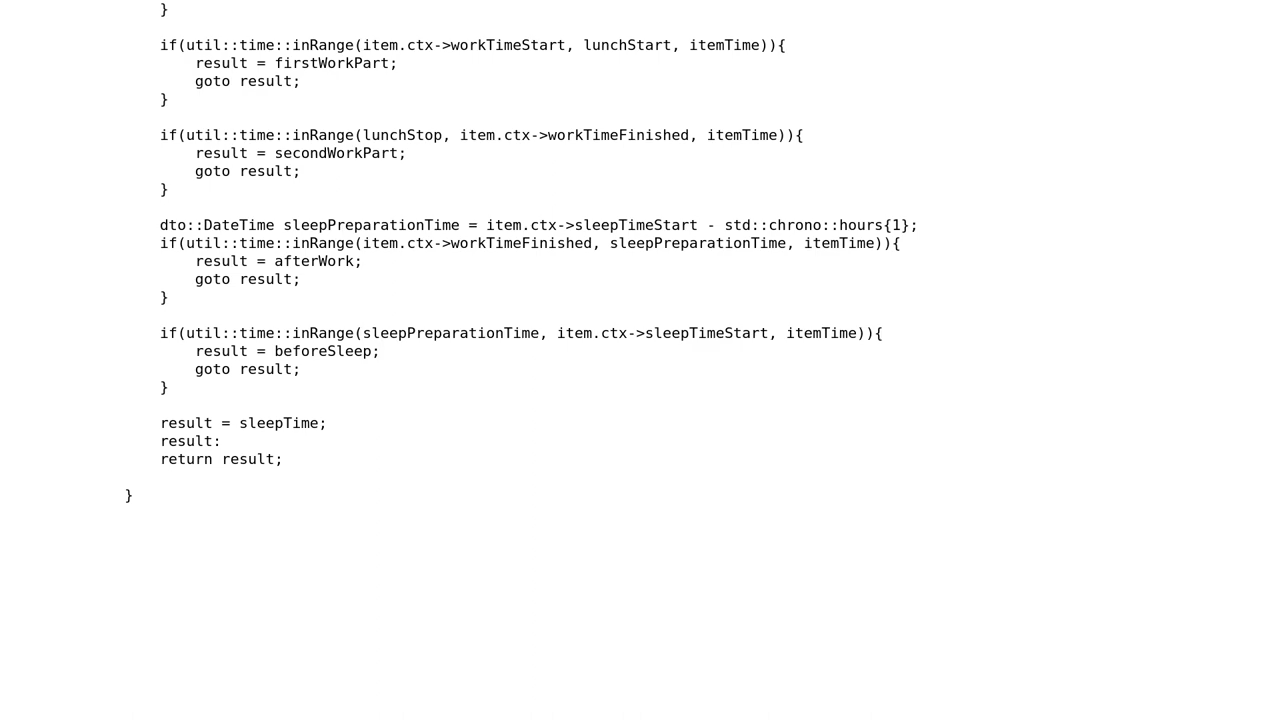 }
if(util::time::inRange(item.ctx->workTimeStart, lunchStart, itemTime)){
result = firstWorkPart;
goto result;
}
if(util::time::inRange(lunchStop, item.ctx->workTimeFinished, itemTime)){
result = secondWorkPart;
goto result;
}
dto::DateTime sleepPreparationTime = item.ctx->sleepTimeStart - std::chrono::hours{1};
if(util::time::inRange(item.ctx->workTimeFinished, sleepPreparationTime, itemTime)){
result = afterWork;
goto result;
}
if(util::time::inRange(sleepPreparationTime, item.ctx->sleepTimeStart, itemTime)){
result = beforeSleep;
goto result;
}
result = sleepTime;
result:
return result;
}